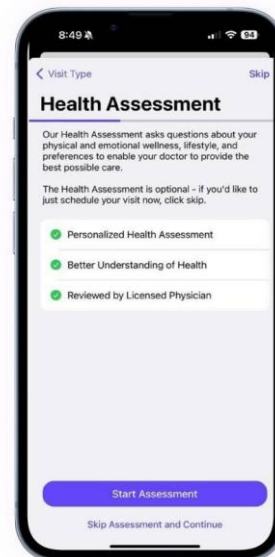 8:49
94
Visit Type
Skip
Health Assessment
Our Health Assessment asks questions about your
physical and emotional wellness, lifestyle, and
preferences to enable your doctor to provide the
best possible care.
The Health Assessment is optional - if you'd like to
just schedule your visit now, click skip.
Personalized Health Assessment
Better Understanding of Health
Reviewed by Licensed Physician
Start Assessment
Skip Assessment and Continue